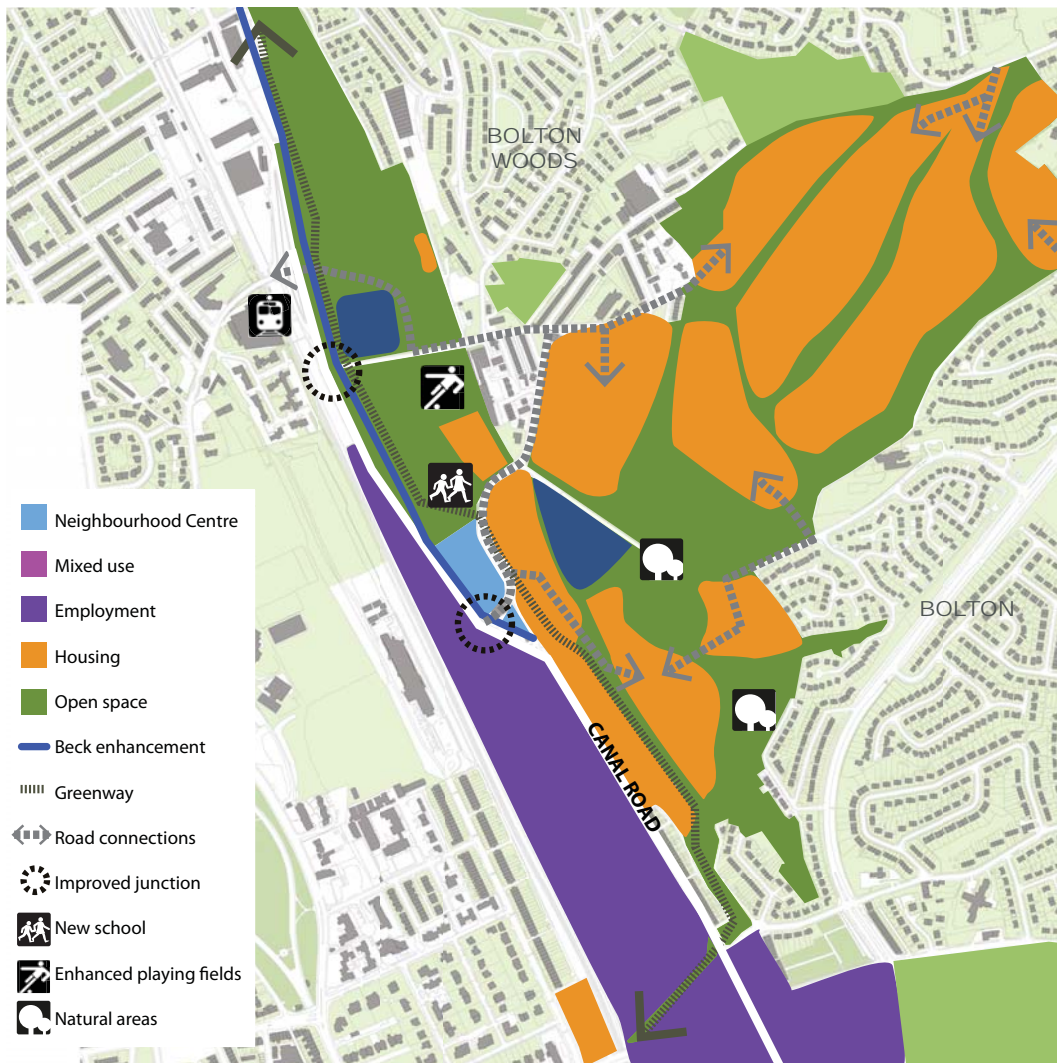 BOLTON
WOODS
Neighbourhood Centre
Mixed use
Employment
Housing
Open space
Beck enhancement
Greenway
Road connections
Improved junction
New school
Enhanced playing fields
Natural areas
BOLTON
CANAL ROAD